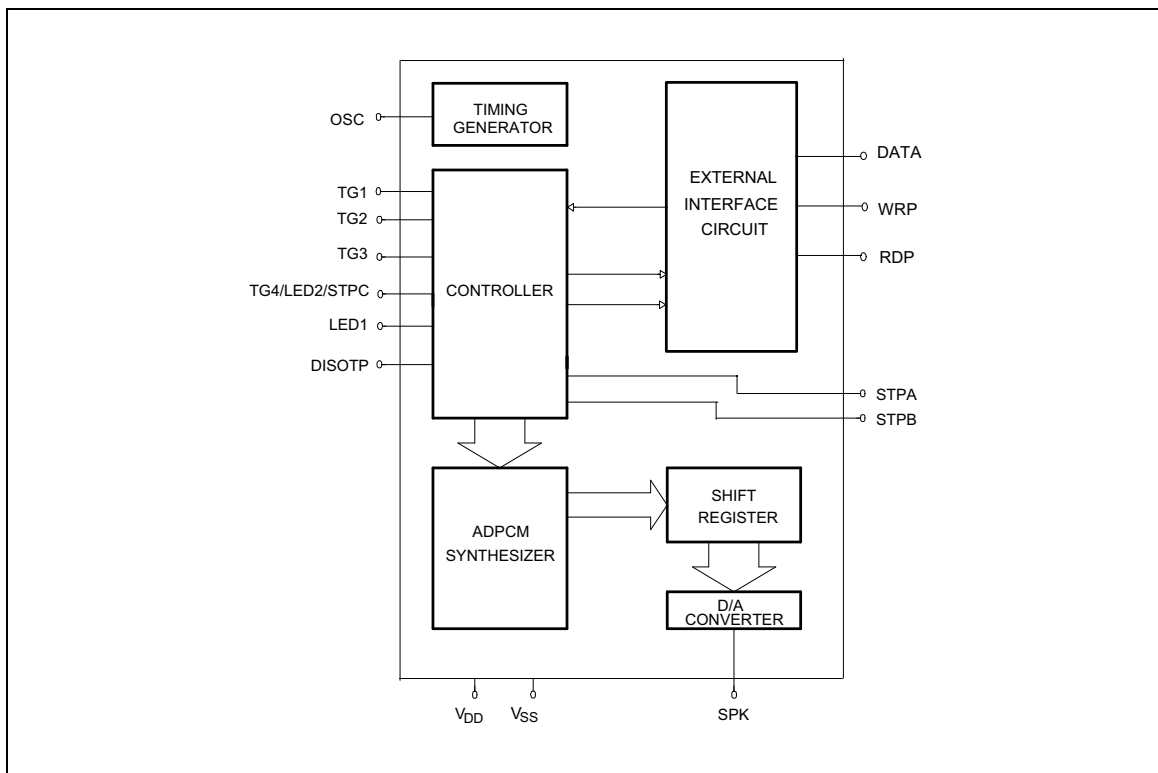 TIMING
GENERATOR
OSC
EXTERNAL
INTERFACE
CIRCUIT
DATA
WRP
RDP
TG1
TG2
TG3
TG4/LED2/STPC
LED1
DISOTP
CONTROLLER
STPA
STPB
ADPCM
SYNTHESIZER
SHIFT
REGISTER
D/A
CONVERTER
VDD
VSS
SPK